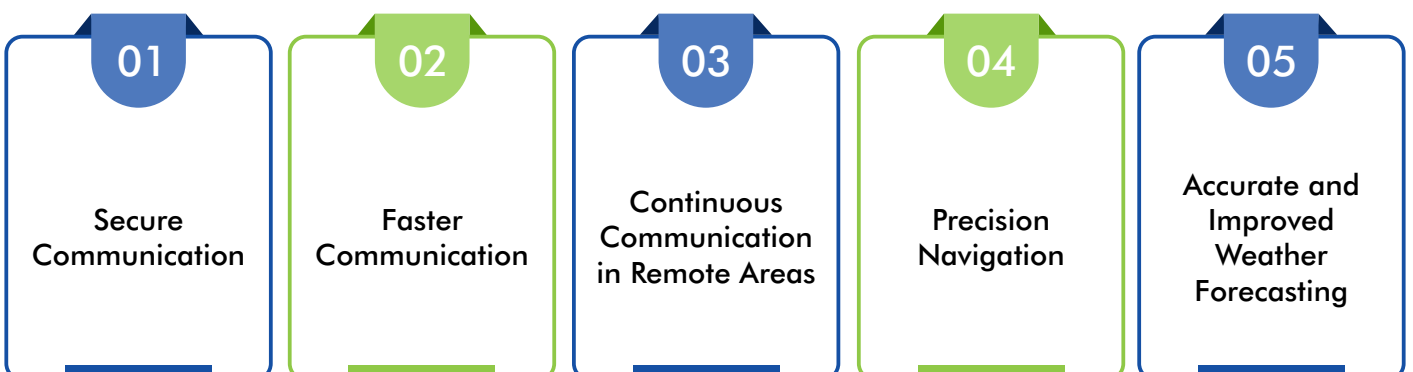 01
Secure
Communication
02
Faster
Communication
03
Continuous
Communication
in Remote Areas
04
Precision
Navigation
05
Accurate and
Improved
Weather
Forecasting